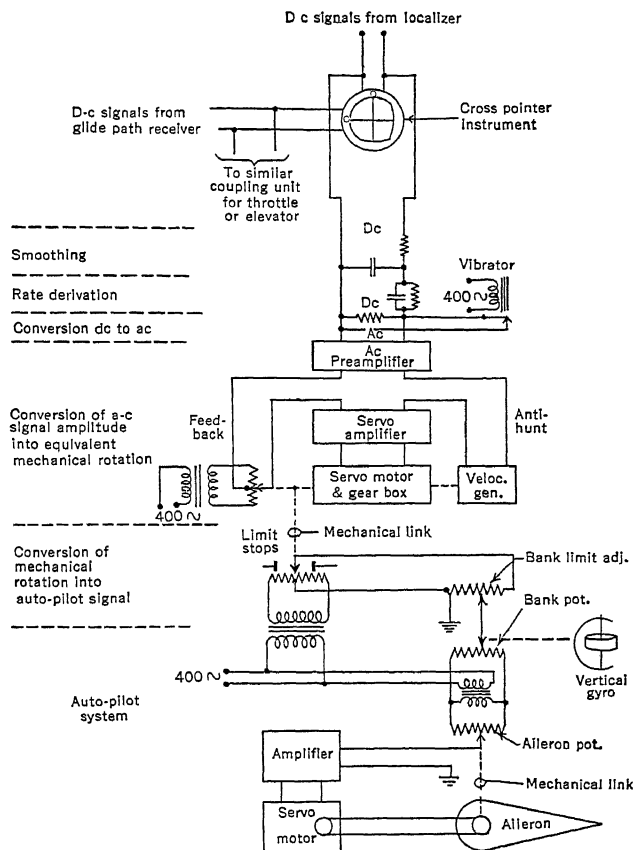 D c signals from localizer
D-c signals from
glide path receiver
Cross pointer
instrument
To similar
coupling unit
for throttle
or elevator
Dc
Smoothing
Vibrator
Rate derivation
400~
Dc
Conversion dc to ac
Ac
Ac
Preamplifier
Conversion of a-c
signal amplitude
into equivalent
mechanical rotation
Feed-
back
Servo
amplifier
Anti-
hunt
Servo motor
& gear box
Veloc.
gen.
400~
Limit
stops
Mechanical link
Conversion of
mechanical
rotation into
auto-pilot signal
Bank limit adj.
Bank pot.
Vertical
gyro
400~
Auto-pilot
system
Aileron pot.
Amplifier
Mechanical link
Servo
motor
Aileron